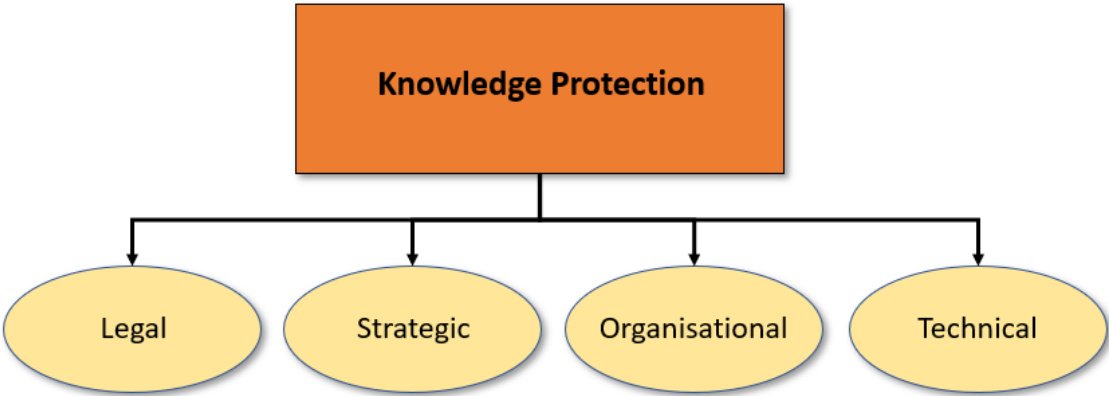 Knowledge Protection
Legal
Strategic
Organisational
Technical